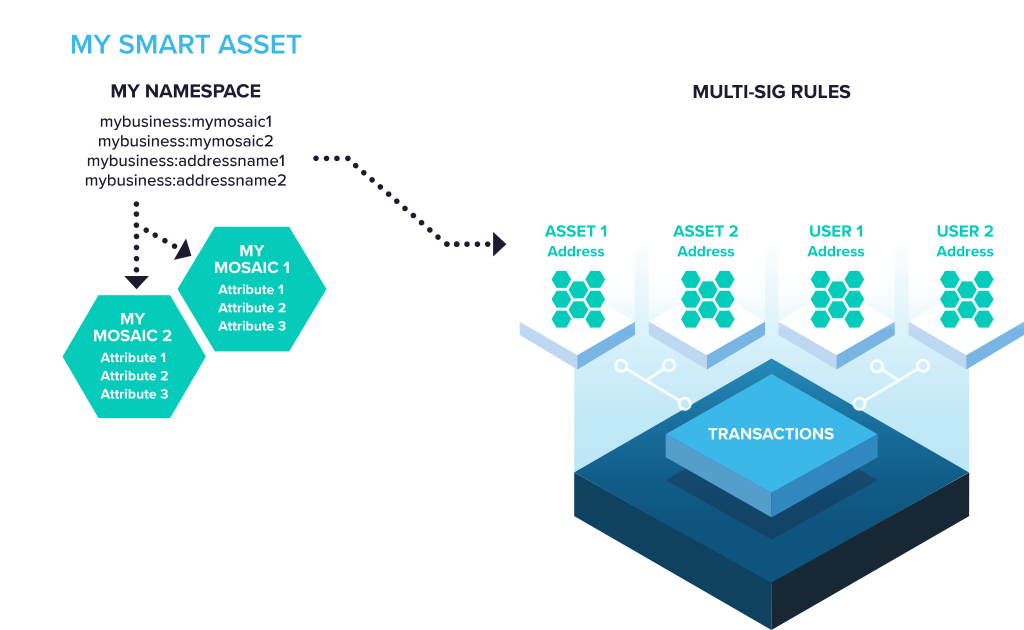 MY SMART ASSET
MY NAMESPACE
mybusiness:mymosaic1
mybusiness:mymosaic2
mybusiness:addressname1
mybusiness:addressname2
MY
MOSAIC 1
Attribute 1
Attribute 2
Attribute 3
MY
MOSAIC 2
Attribute 1
Attribute 2
Attribute 3
MULTI-SIG RULES
ASSET 1
Address
ASSET 2
Address
USER 1
Address
USER 2
Address
TRANSACTIONS